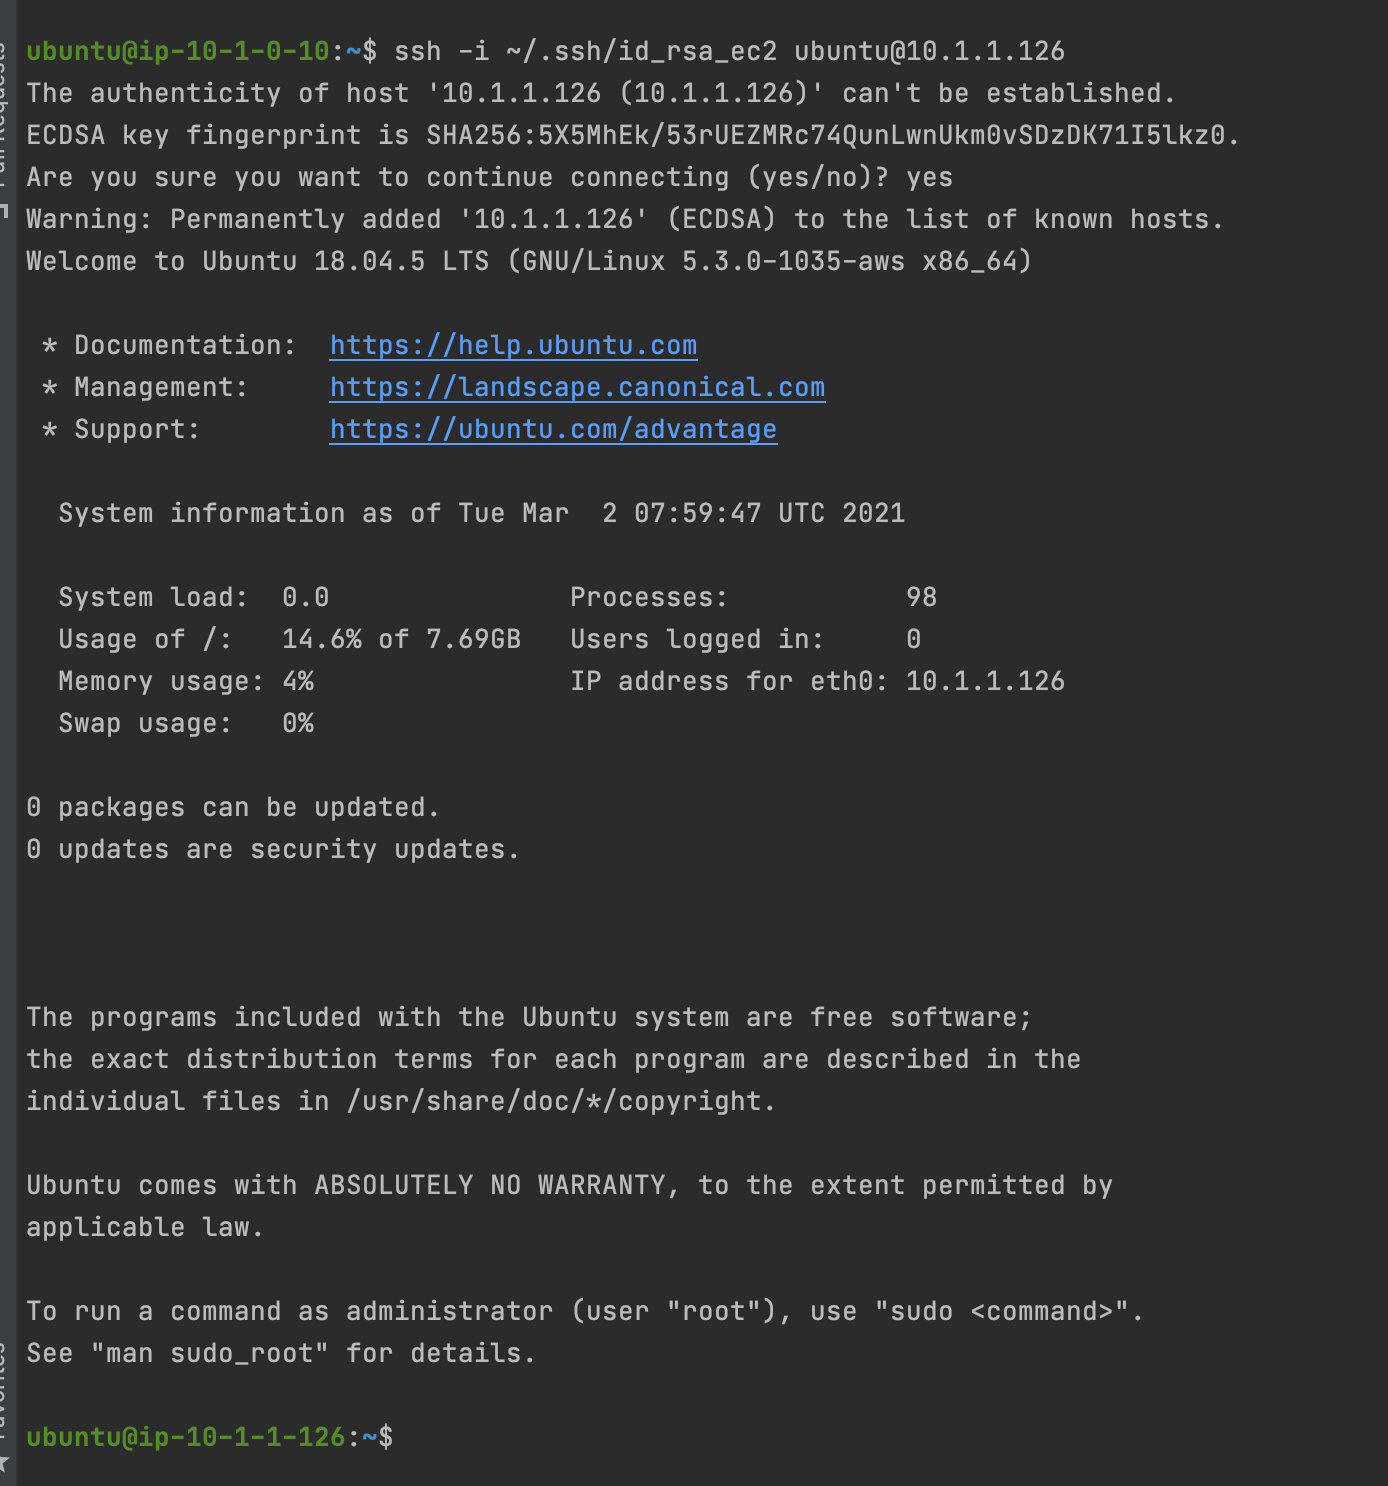 ubuntu@ip-10-1-0-10:~$ ssh -i ~/.ssh/id_rsa_ec2 ubuntu@10.1.1.126
The authenticity of host '10.1.1.126 (10.1.1.126)' can't be established.
ECDSA key fingerprint is SHA256:5X5MhEk/53rUEZMRc74QunLwnUkm0vSDzDK71I5lkz0.
Are you sure you want to continue connecting (yes/no)? yes
Warning: Permanently added '10.1.1.126' (ECDSA) to the list of known hosts.
Welcome to Ubuntu 18.04.5 LTS (GNU/Linux 5.3.0-1035-aws x86_64)
* Documentation: https://help.ubuntu.com
* Management: https://landscape.canonical.com
* Support: https://ubuntu.com/advantage
System information as of Tue Mar 2 07:59:47 UTC 2021
System load: 0.0 Processes: 98
Usage of /: 14.6% of 7.69GB Users logged in: 0
Memory usage: 4% IP address for eth0: 10.1.1.126
Swap usage: 0%
0 packages can be updated.
0 updates are security updates.
The programs included with the Ubuntu system are free software;
the exact distribution terms for each program are described in the
individual files in /usr/share/doc/*/copyright.
Ubuntu comes with ABSOLUTELY NO WARRANTY, to the extent permitted by
applicable law.
To run a command as administrator (user "root"), use "sudo <command>".
See "man sudo_root" for details.
ubuntu@ip-10-1-1-126:~$